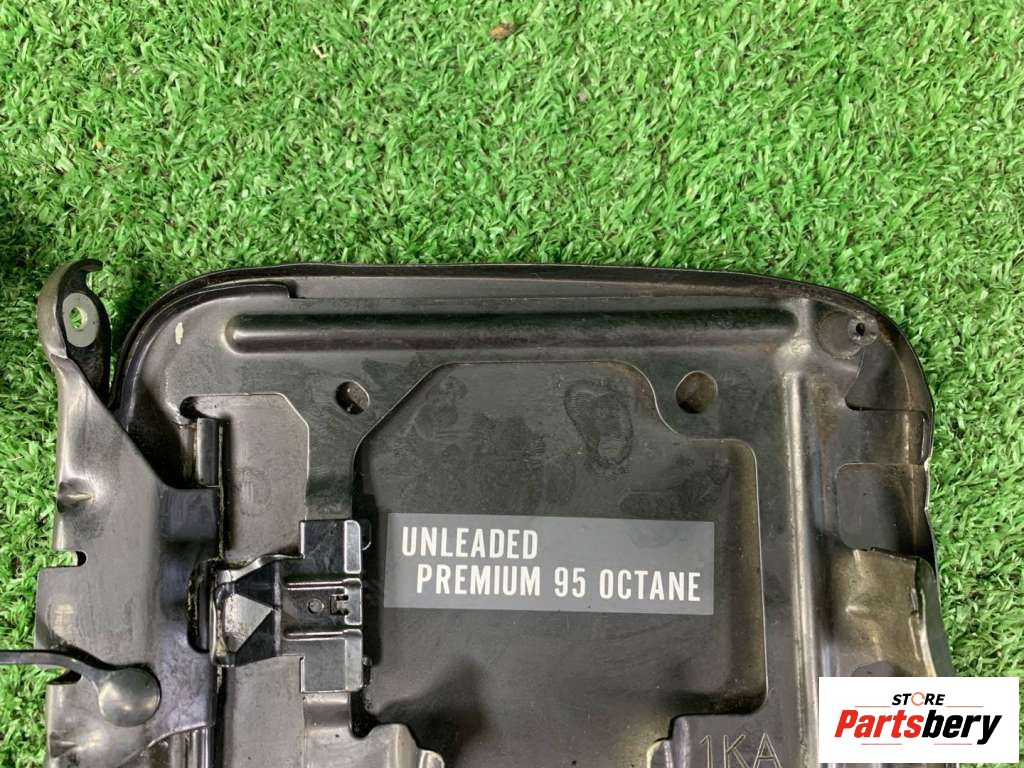 UNLEADED
PREMIUM 95 OCTANE
1KA
STORE
Partsbery